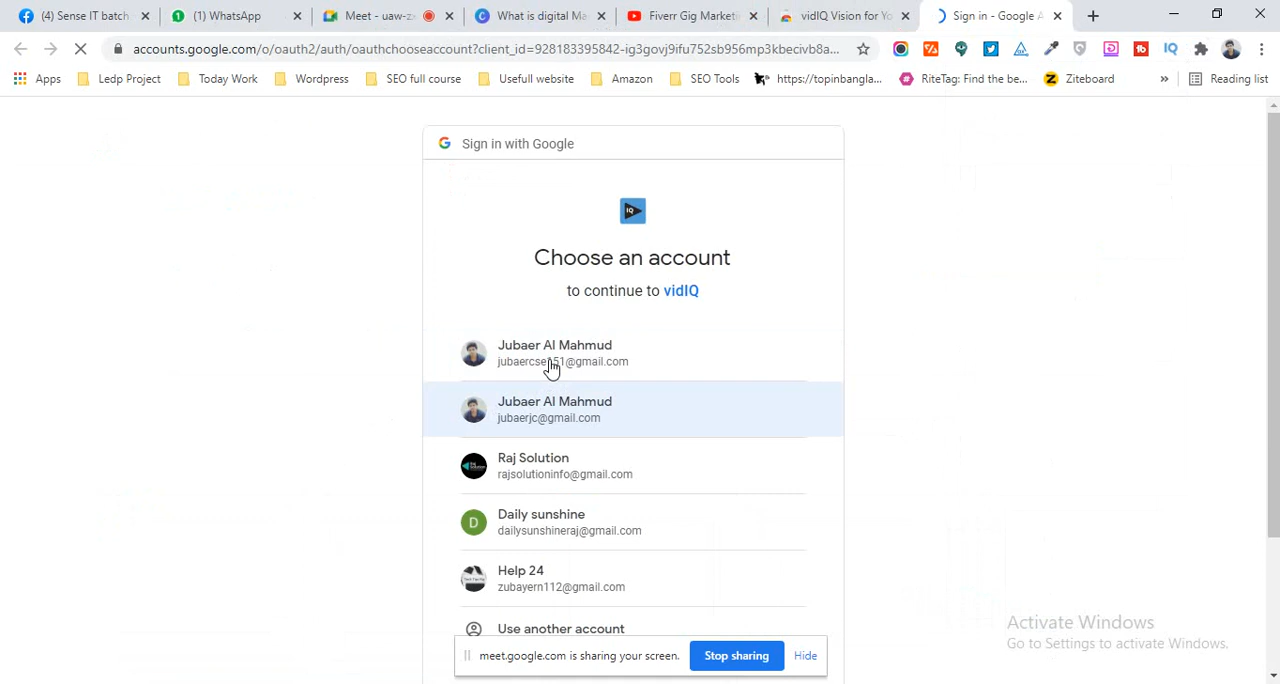 (4) Sense IT batch
(1) WhatsApp
Meet - uaw-z
What is digital Ma
Fiverr Gig Market
vidIQ Vision for Yo
Sign in - Google A
accounts.google.com/o/oauth2/auth/oauthchooseaccount?client_id=928183395842-ig3govj9ifu752sb956mp3kbecivb8a...
Apps
Ledp Project
Today Work
Wordpress
SEO full course
Usefull website
Amazon
SEO Tools
https://topinbangla...
RiteTag: Find the be...
Ziteboard
»
Reading list
Sign in with Google
IQ
Choose an account
to continue to vidIQ
Jubaer Al Mahmud
Jubaer Al Mahmud
jubaerjc@gmail.com
Raj Solution
rajsolutioninfo@gmail.com
D
Daily sunshine
dailysunshineraj@gmail.com
Help 24
zubayern112@gmail.com
Use another account
meet.google.com is sharing your screen.
Stop sharing
Hide
Activate Windows
Go to Settings to activate Windows.